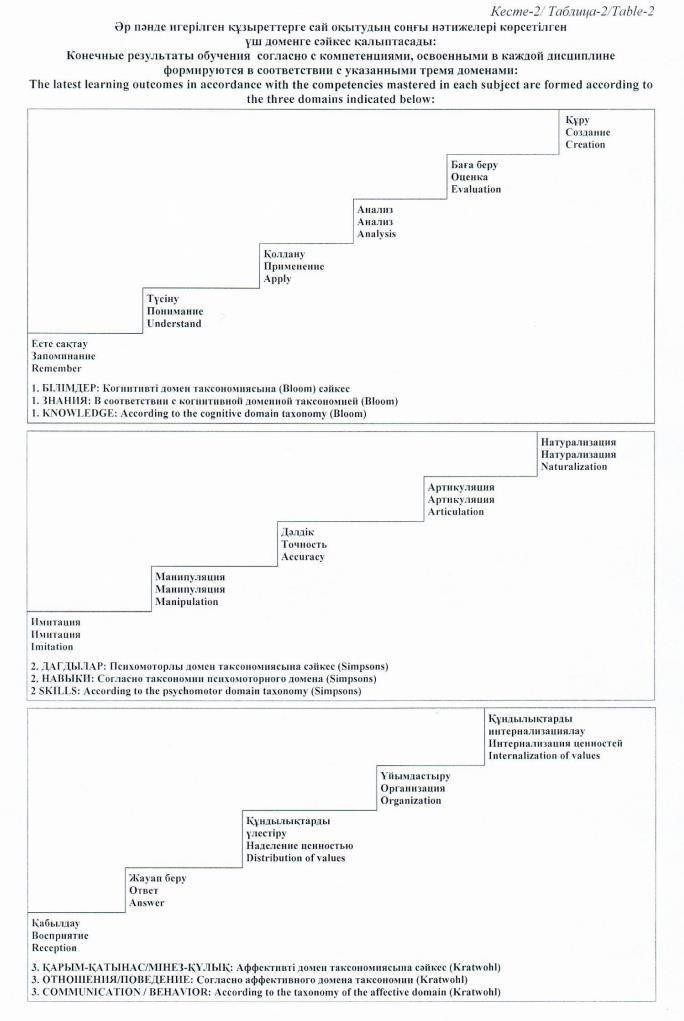 Кесте-2/ Таблица-2/Table-2
Әр пәнде игерілген құзыреттерге сай оқытудың соңғы нәтижелері көрсетілген
үш доменге сәйкес қалыптасады:
Конечные результаты обучения согласно с компетенциями, освоенными в каждой дисциплине
формируются в соответствии с указанными тремя доменами:
The latest learning outcomes in accordance with the competencies mastered in each subject are formed according to
the three domains indicated below:
Құру
Создание
Creation
Баға беру
Оценка
Evaluation
Анализ
Анализ
Analysis
Қолдану
Применение
Apply
Түсіну
Понимание
Understand
Есте сақтау
Запоминание
Remember
1. БІЛІМДЕР: Когнитивті домен таксономиясына (Bloom) сәйкес
1. ЗНАНИЯ: В соответствии с когнитивной доменной таксономией (Bloom)
1. KNOWLEDGE: According to the cognitive domain taxonomy (Bloom)
Натурализация
Натурализация
Naturalization
Артикуляция
Артикуляция
Articulation
Дәлдік
Точность
Accuracy
Манипуляция
Манипуляция
Manipulation
Имитация
Имитация
Imitation
2. ДАГДЫЛАР: Психомоторлы домен таксономиясына сәйкес (Simpsons)
2. НАВЫКИ: Согласно таксономии психомоторного домена (Simpsons)
2 SKILLS: According to the psychomotor domain taxonomy (Simpsons)
Құндылықтарды
интернализациялау
Интернализация ценностей
Internalization of values
Ұйымдастыру
Организация
Organization
Құндылықтарды
үлестіру
Наделение ценностью
Distribution of values
Жауап беру
Ответ
Answer
Қабылдау
Восприятие
Reception
3. ҚАРЫМ-ҚАТЫНАС/МІНЕЗ-ҚҰЛЫҚ: Аффективті домен таксономиясына сәйкес (Kratwohl)
3. ОТНОШЕНИЯ/ПОВЕДЕНИЕ: Согласно аффективного домена таксономии (Kratwohl)
3. COMMUNICATION / BEHAVIOR: According to the taxonomy of the affective domain (Kratwohl)